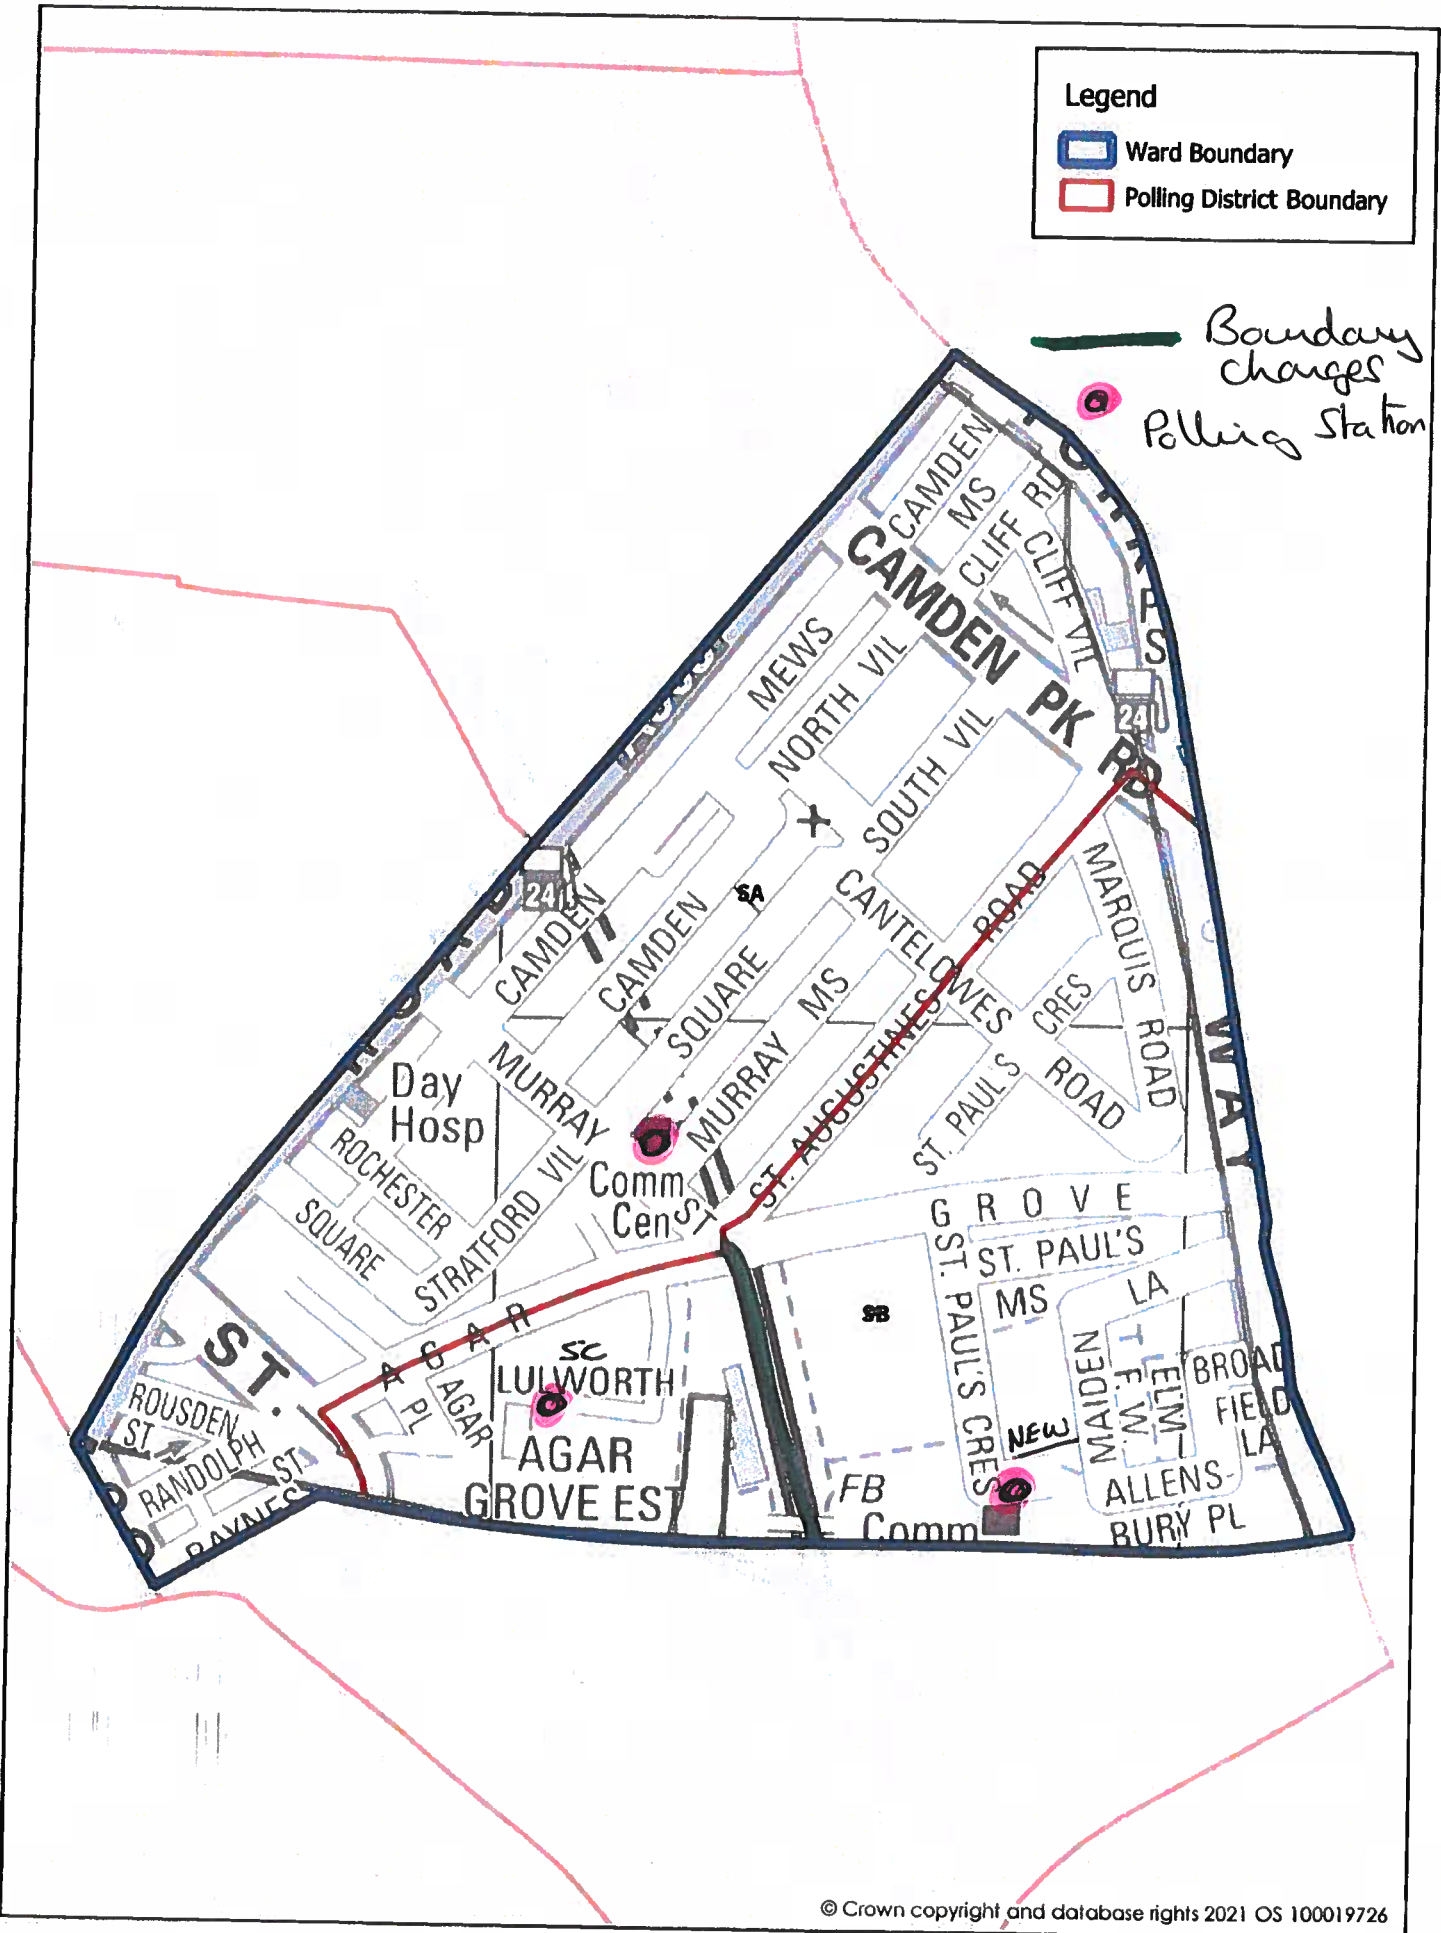 Legend
Ward Boundary
Polling District Boundary
Boundary
changes
Polling Station
CAMDEN
MS
CLIFF RD
CLIFF VIL
CAMDEN PK RD
PS
24
MEWS
NORTH VIL
SOUTH VIL
SA
24
CAMDEN
CAMDEN
SQUARE
CANTELOWES
ROAD
ROAD
MARQUIS ROAD
CRES
ST. PAUL'S
WAY
MURRAY MS
ST. AUGUSTINES
MURRAY
ST
Day
Hosp
ROCHESTER
SQUARE
STRATFORD VIL
Comm
Cen
GROVE
ST. PAUL'S
MS
LA
ST. PAUL'S CRES
SB
AGAR
SC
LULWORTH
AGAR
PL
AGAR
GROVE EST
ST.
ROUSDEN
ST
RANDOLPH
ST.
BAYNES
FB
Comm
NEW
MAIDEN
T. F. W.
ELM
BROAD
FIELD
LA
ALLENS-
BURY PL
© Crown copyright and database rights 2021 OS 100019726